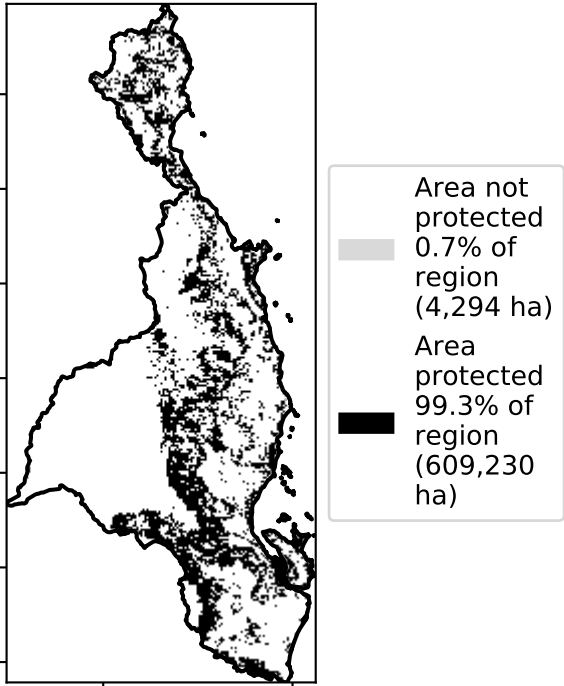 Area not
protected
0.7% of
region
(4,294 ha)
Area
protected
99.3% of
region
(609,230
ha)